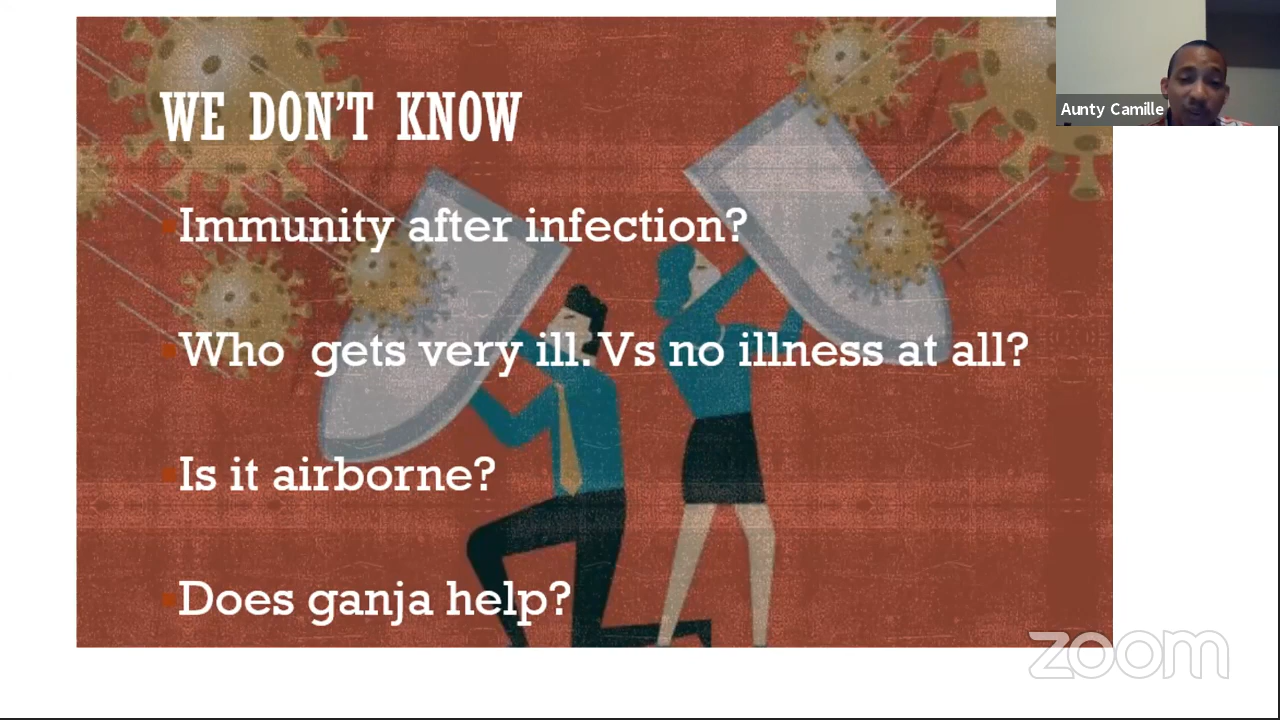 WE DON'T KNOW
Aunty Camille
Immunity after infection?
Who gets very ill. Vs no illness at all?
Is it airborne?
Does ganja help?
zoom